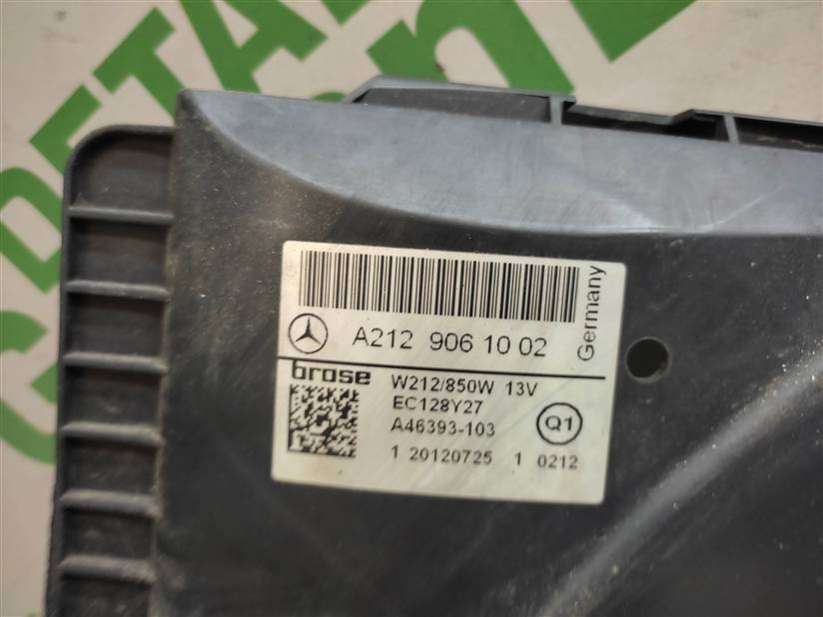 A212 906 10 02
Germany
brose
W212/850W 13V
EC128Y27
A46393-103
Q1
1 20120725 1 0212